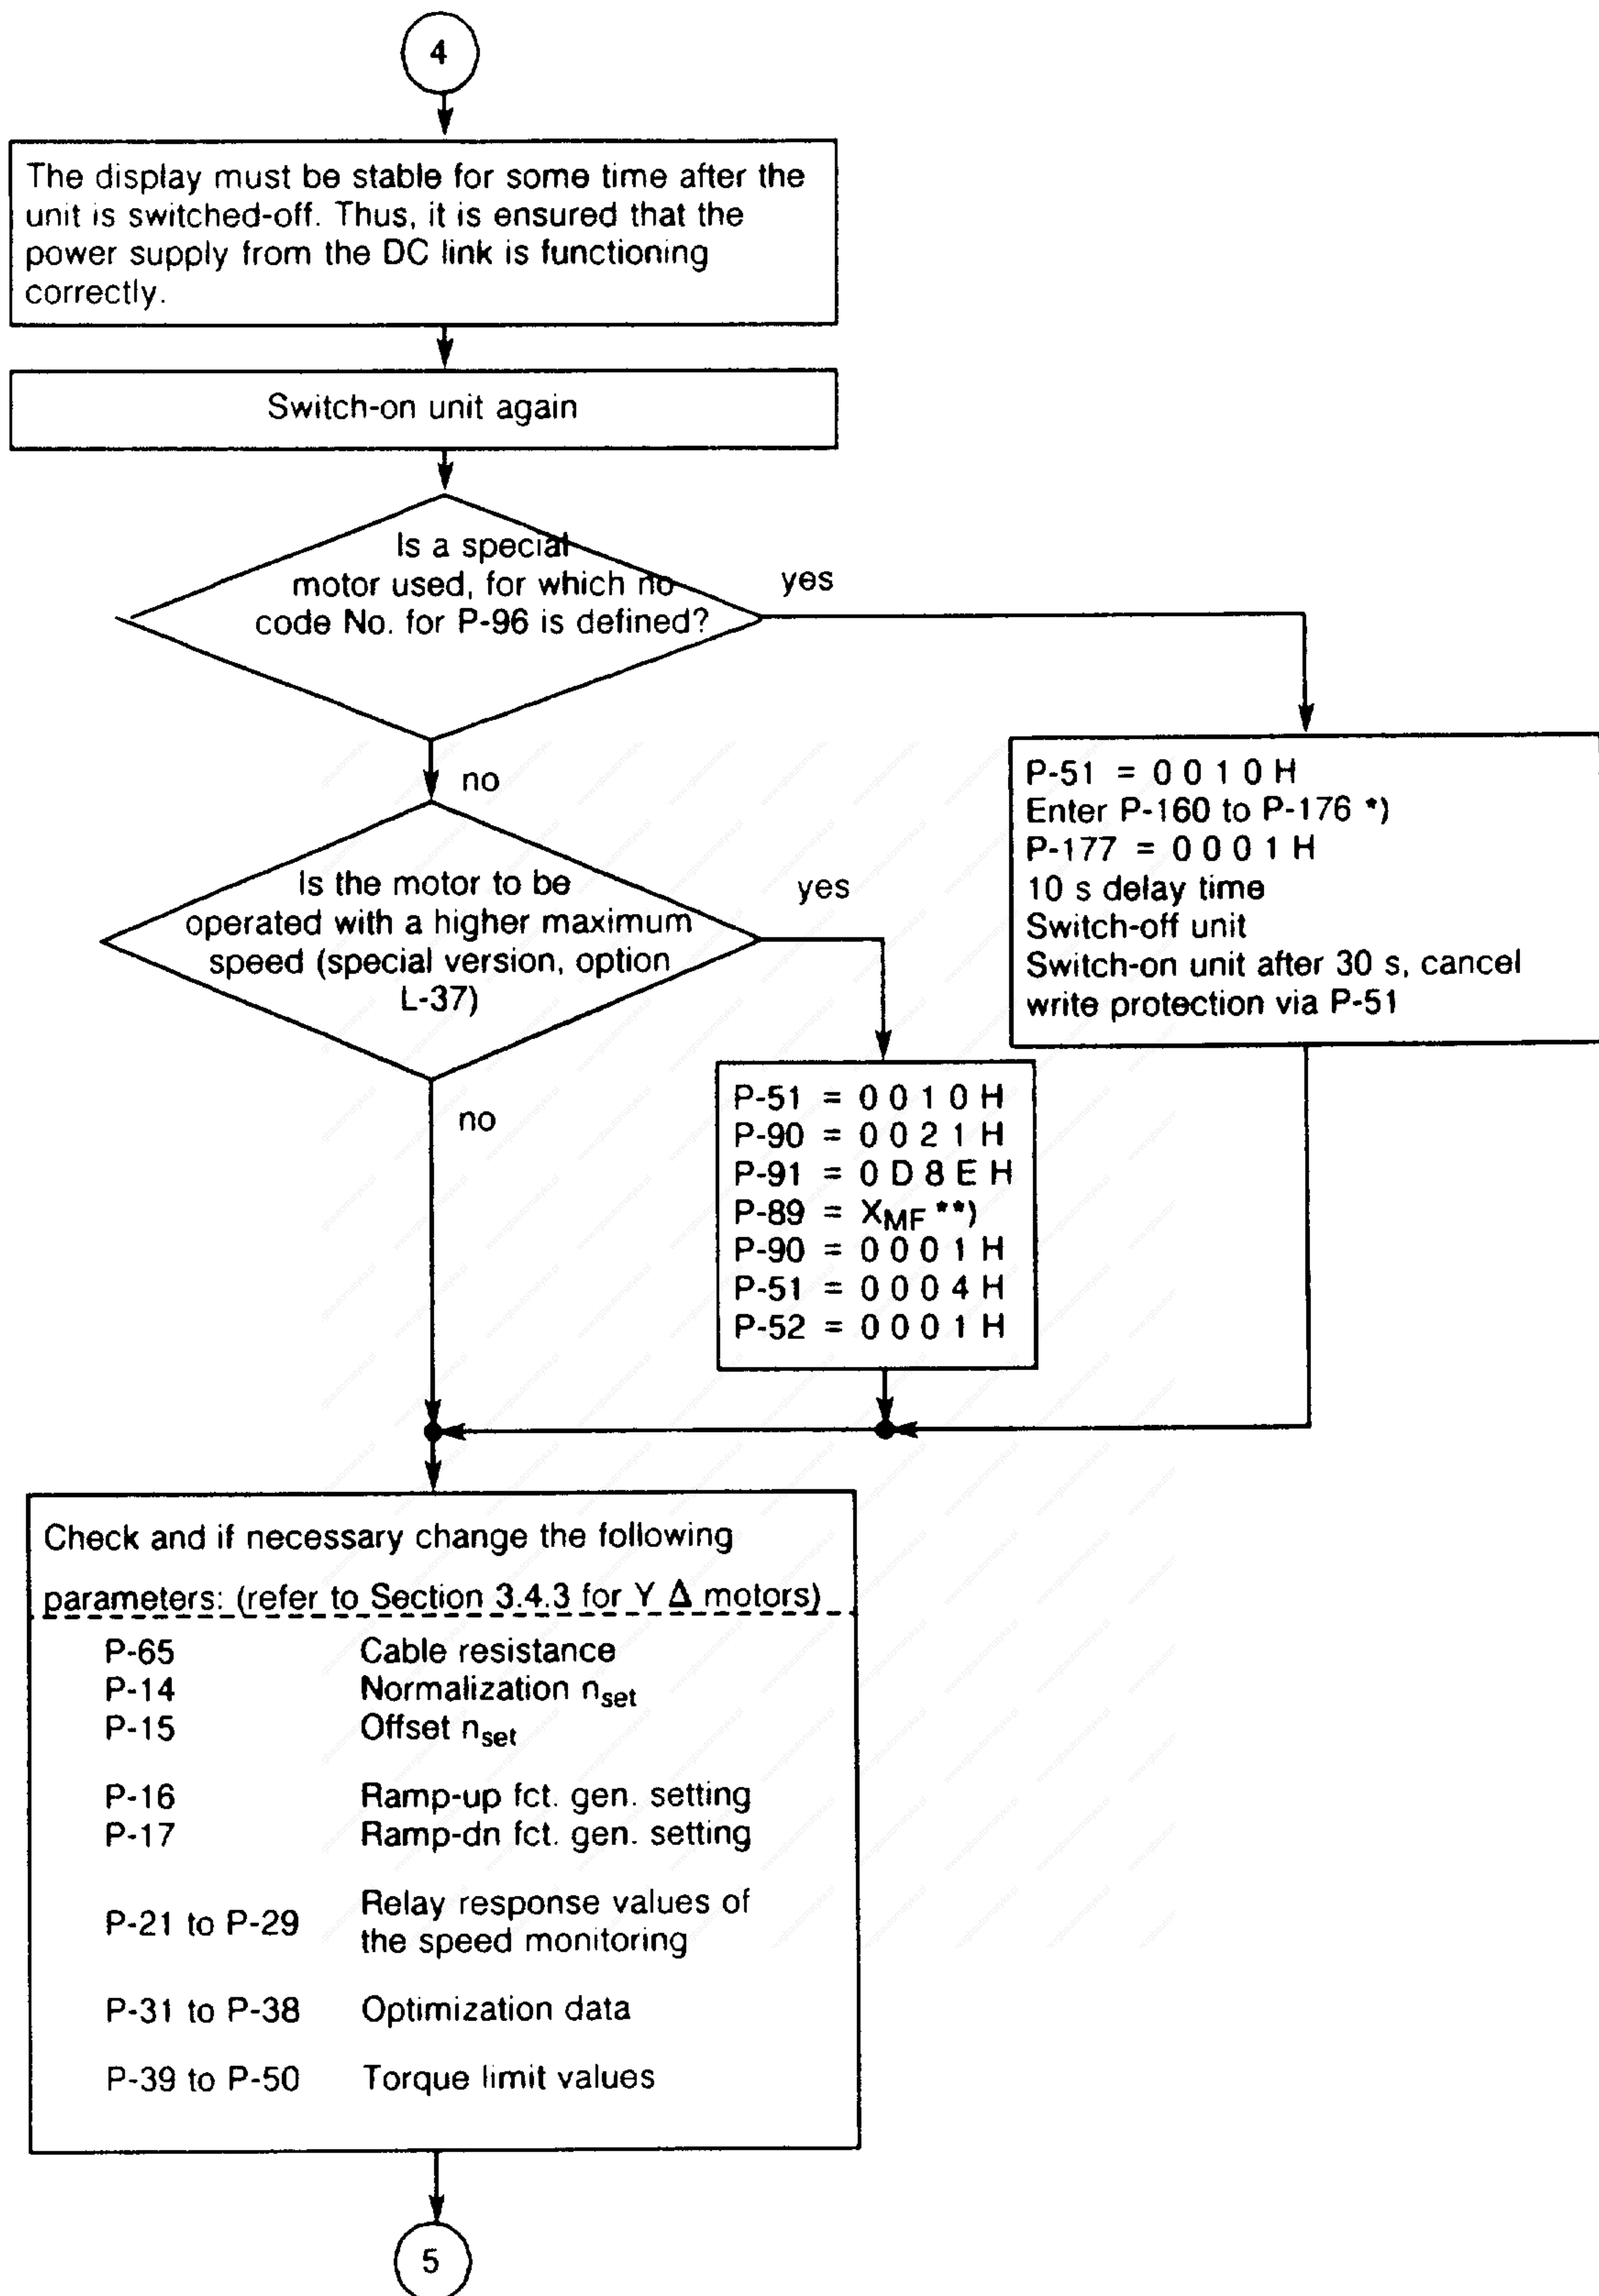 4
The display must be stable for some time after the
unit is switched-off. Thus, it is ensured that the
power supply from the DC link is functioning
correctly.
Switch-on unit again
Is a special
motor used, for which no
code No. for P-96 is defined?
yes
no
P-51 = 0 0 1 0 H
Enter P-160 to P-176 *)
P-177 = 0 0 0 1 H
10 s delay time
Switch-off unit
Switch-on unit after 30 s, cancel
write protection via P-51
Is the motor to be
operated with a higher maximum
speed (special version, option
L-37)
yes
no
P-51 = 0 0 1 0 H
P-90 = 0 0 2 1 H
P-91 = 0 D 8 E H
P-89 = XMF **)
P-90 = 0 0 0 1 H
P-51 = 0 0 0 4 H
P-52 = 0 0 0 1 H
Check and if necessary change the following
parameters: (refer to Section 3.4.3 for Y Δ motors)
P-65 Cable resistance
P-14 Normalization nset
P-15 Offset nset
P-16 Ramp-up fct. gen. setting
P-17 Ramp-dn fct. gen. setting
P-21 to P-29 Relay response values of
the speed monitoring
P-31 to P-38 Optimization data
P-39 to P-50 Torque limit values
5